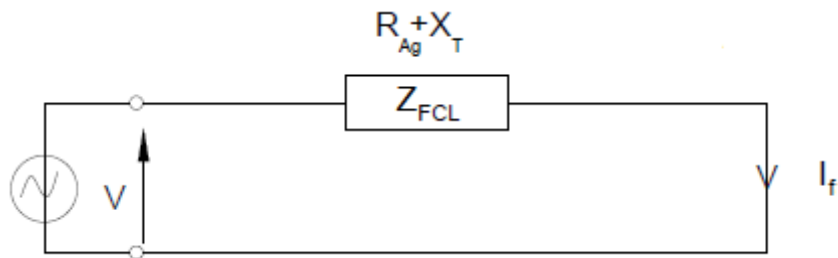 R_Ag+X_T
Z_FCL
V
I_f